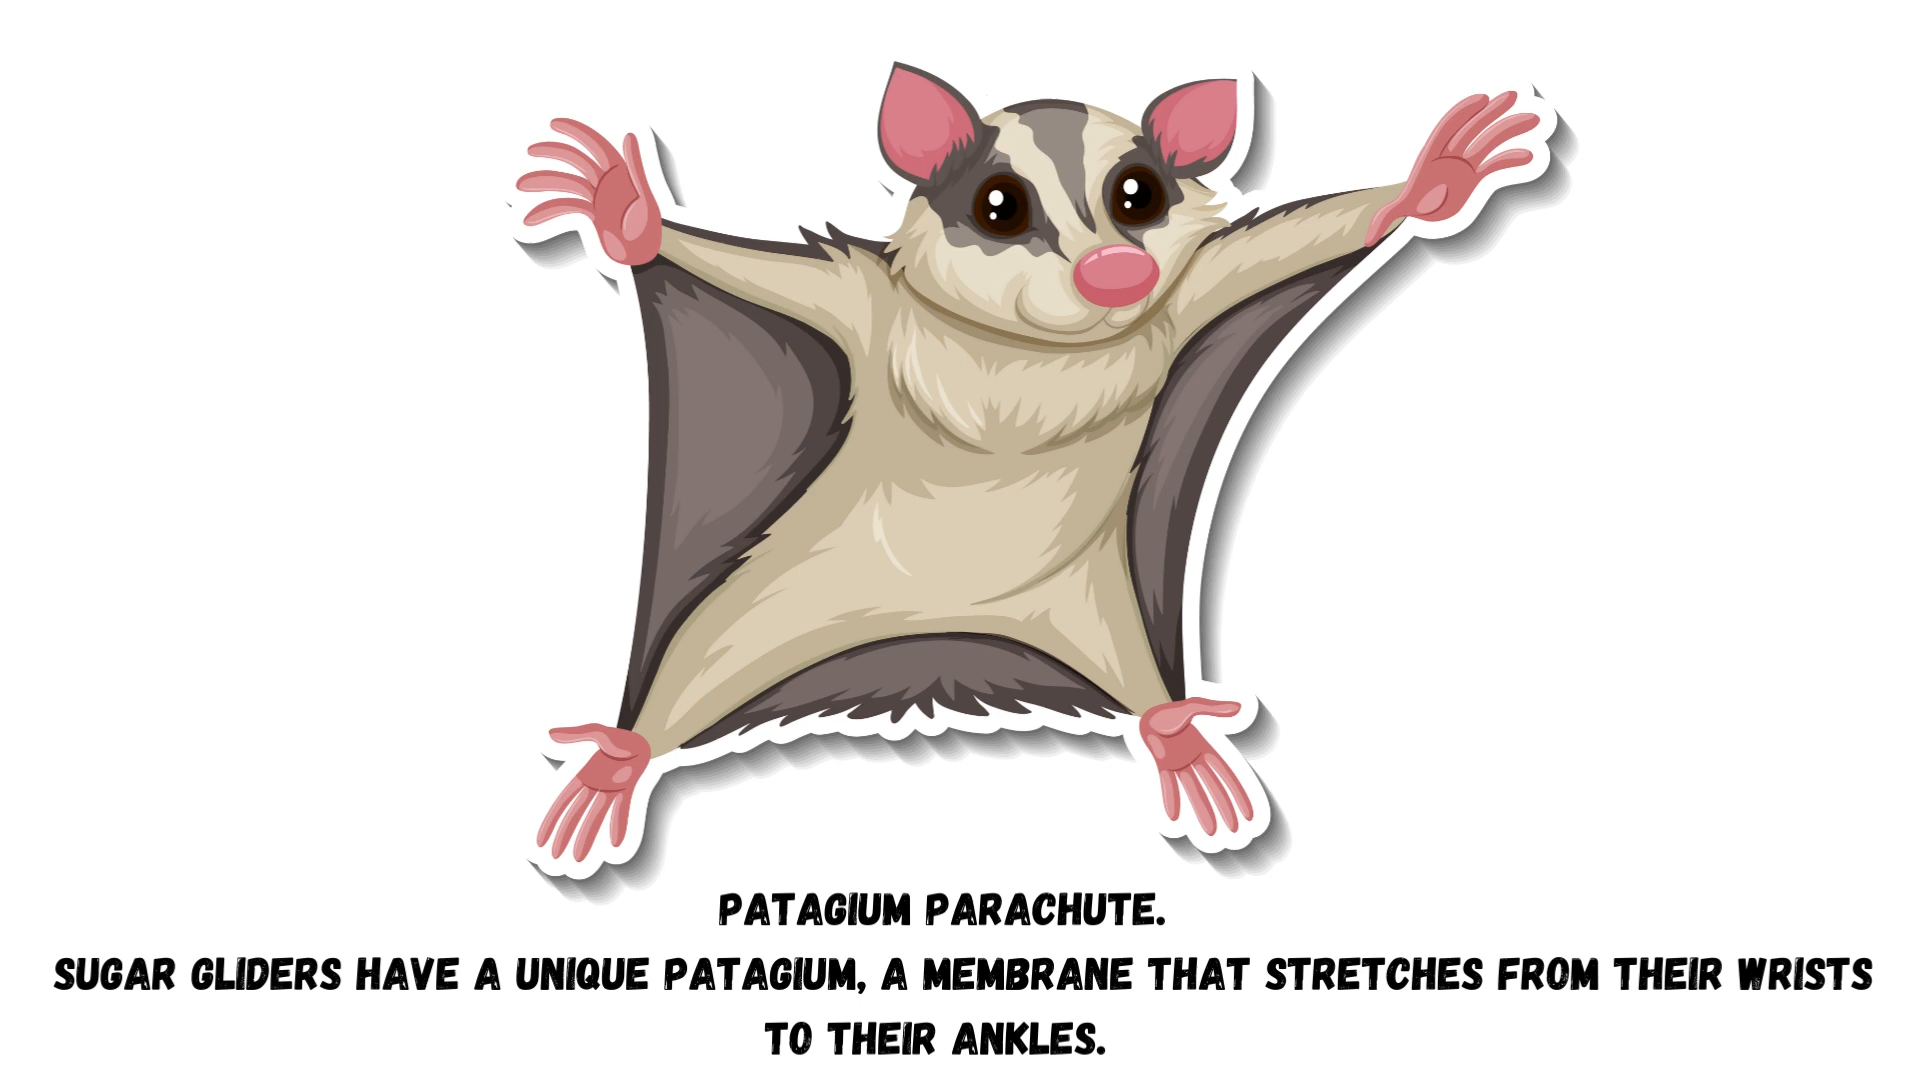 PATAGIUM PARACHUTE.
SUGAR GLIDERS HAVE A UNIQUE PATAGIUM, A MEMBRANE THAT STRETCHES FROM THEIR WRISTS
TO THEIR ANKLES.